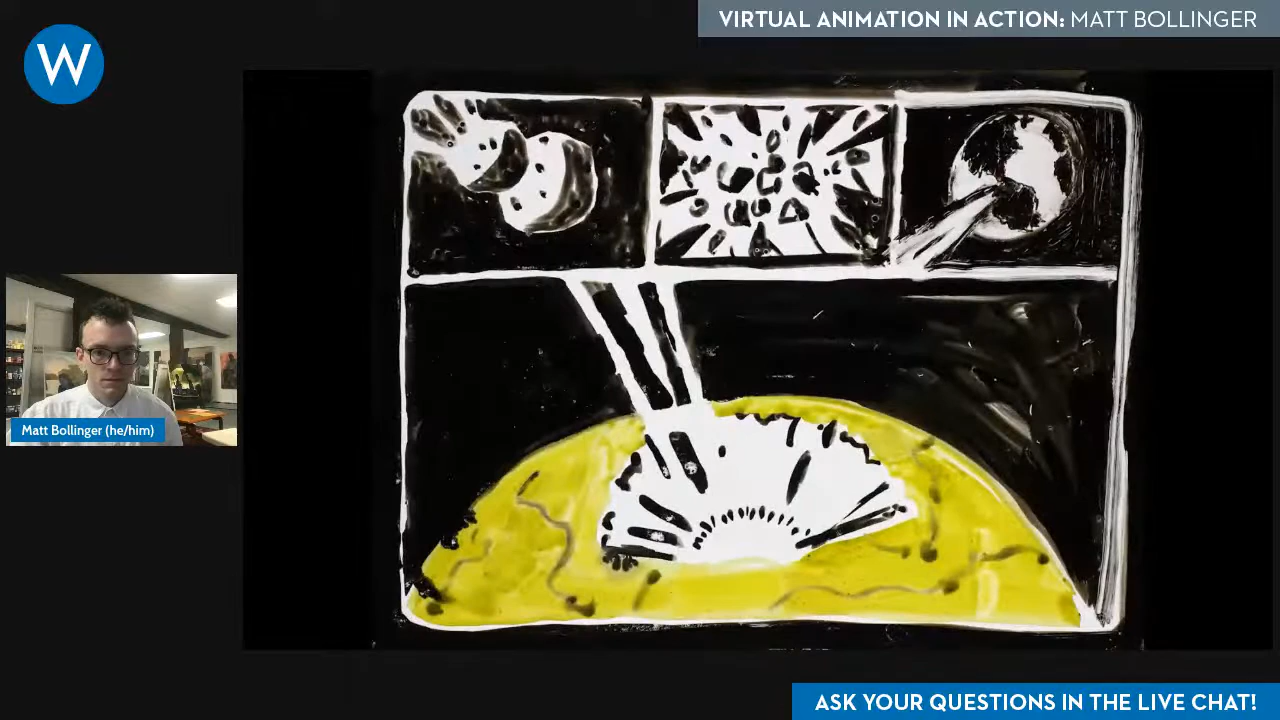 W
VIRTUAL ANIMATION IN ACTION: MATT BOLLINGER
Matt Bollinger (he/him)
ASK YOUR QUESTIONS IN THE LIVE CHAT!